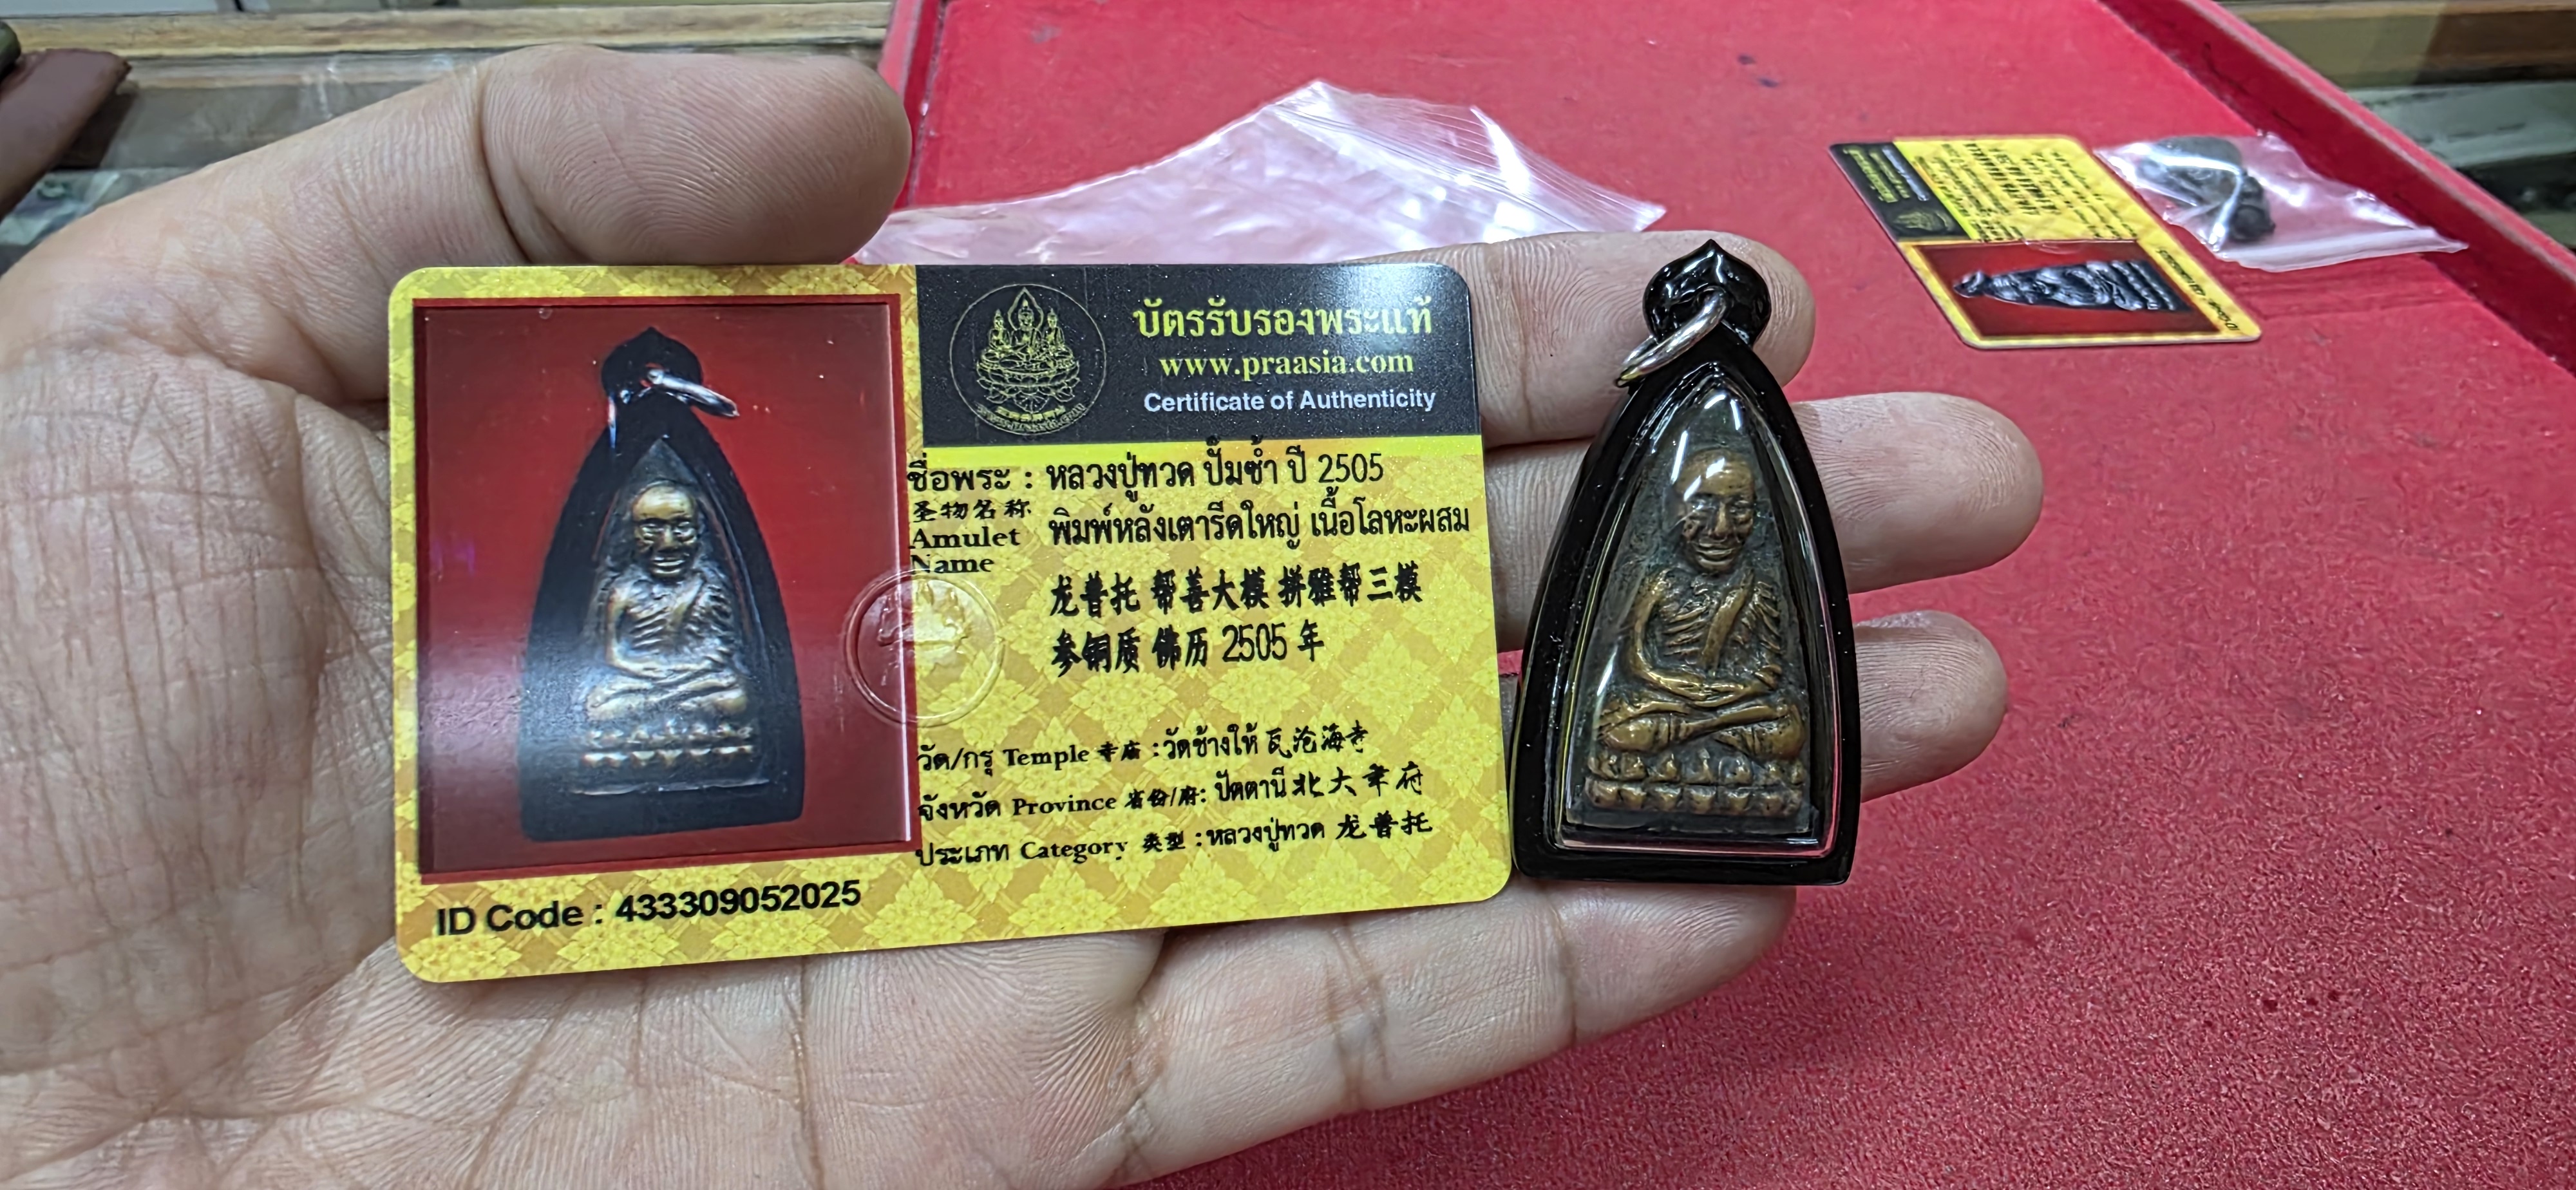 บัตรรับรองพระแท้
www.praasia.com
Certificate of Authenticity
ชื่อพระ : หลวงปู่ทวด ปั๊มซ้ำ ปี 2505
圣物名称
Amulet พิมพ์หลังเตารีดใหญ่ เนื้อโลหะผสม
Name
龙普托 帮善大模 拼雅帮三模
参铜质 佛历 2505 年
วัด/กรุ Temple 寺庙 : วัดช้างให้ 瓦沧海寺
จังหวัด Province 省份/府: ปัตตานี 北大年府
ประเภท Category 类型 : หลวงปู่ทวด 龙普托
ID Code : 433309052025